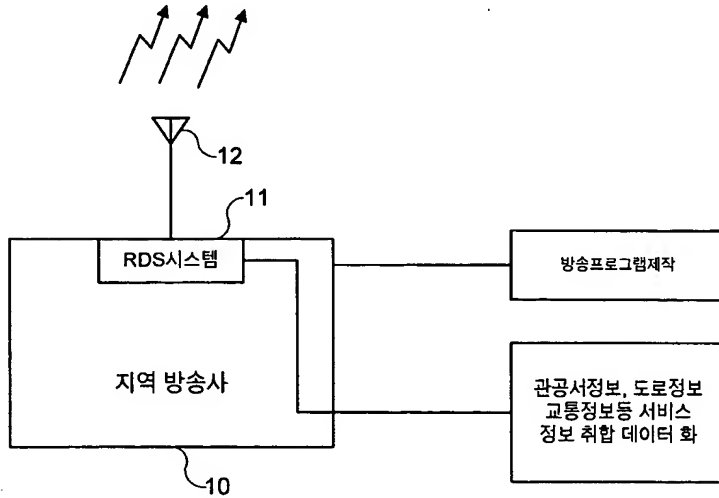 12
11
RDS시스템
방송프로그랩제작
지역 방송사
관공서정보, 도로정보
교통정보등 서비스
정보 취합 데이터 화
10